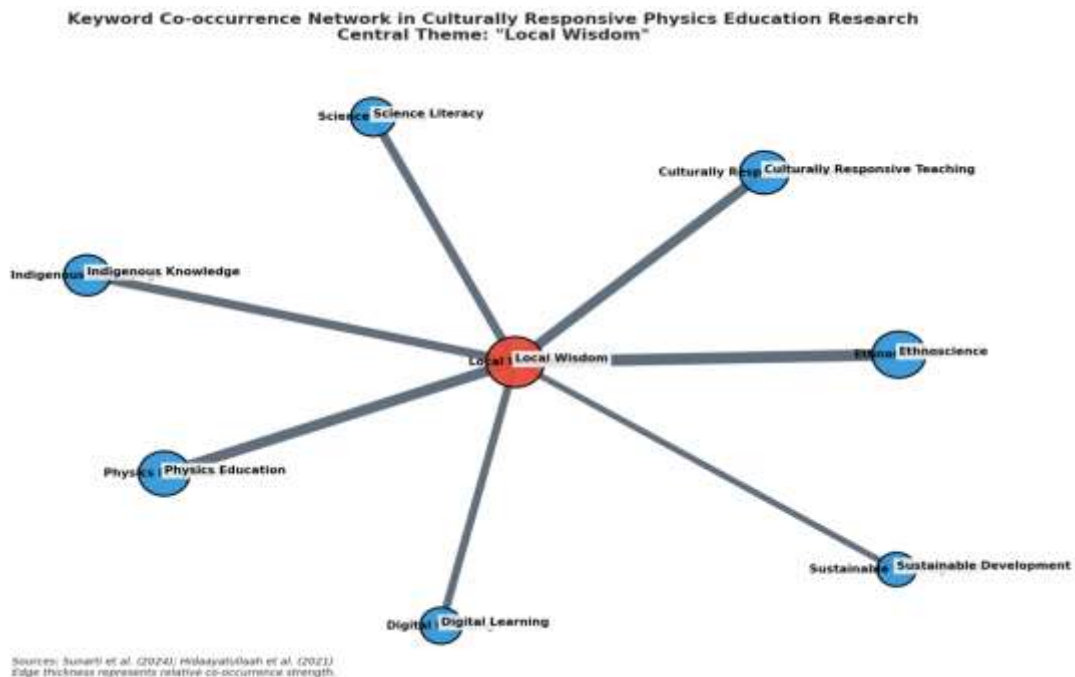 Keyword Co-occurrence Network in Culturally Responsive Physics Education Research
Central Theme: "Local Wisdom"
Science Science Literacy
Culturally Resp Culturally Responsive Teaching
Indigenous Indigenous Knowledge
Ethnoscience
Local Local Wisdom
Physics Physics Education
Sustainable Development
Digital Digital Learning
Sources: Sunarti et al. (2024); Hidaayatullaah et al. (2021)
Edge thickness represents relative co-occurrence strength.